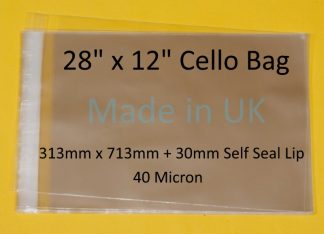 28" x 12" Cello Bag
Made in UK
313mm x 713mm + 30mm Self Seal Lip
40 Micron